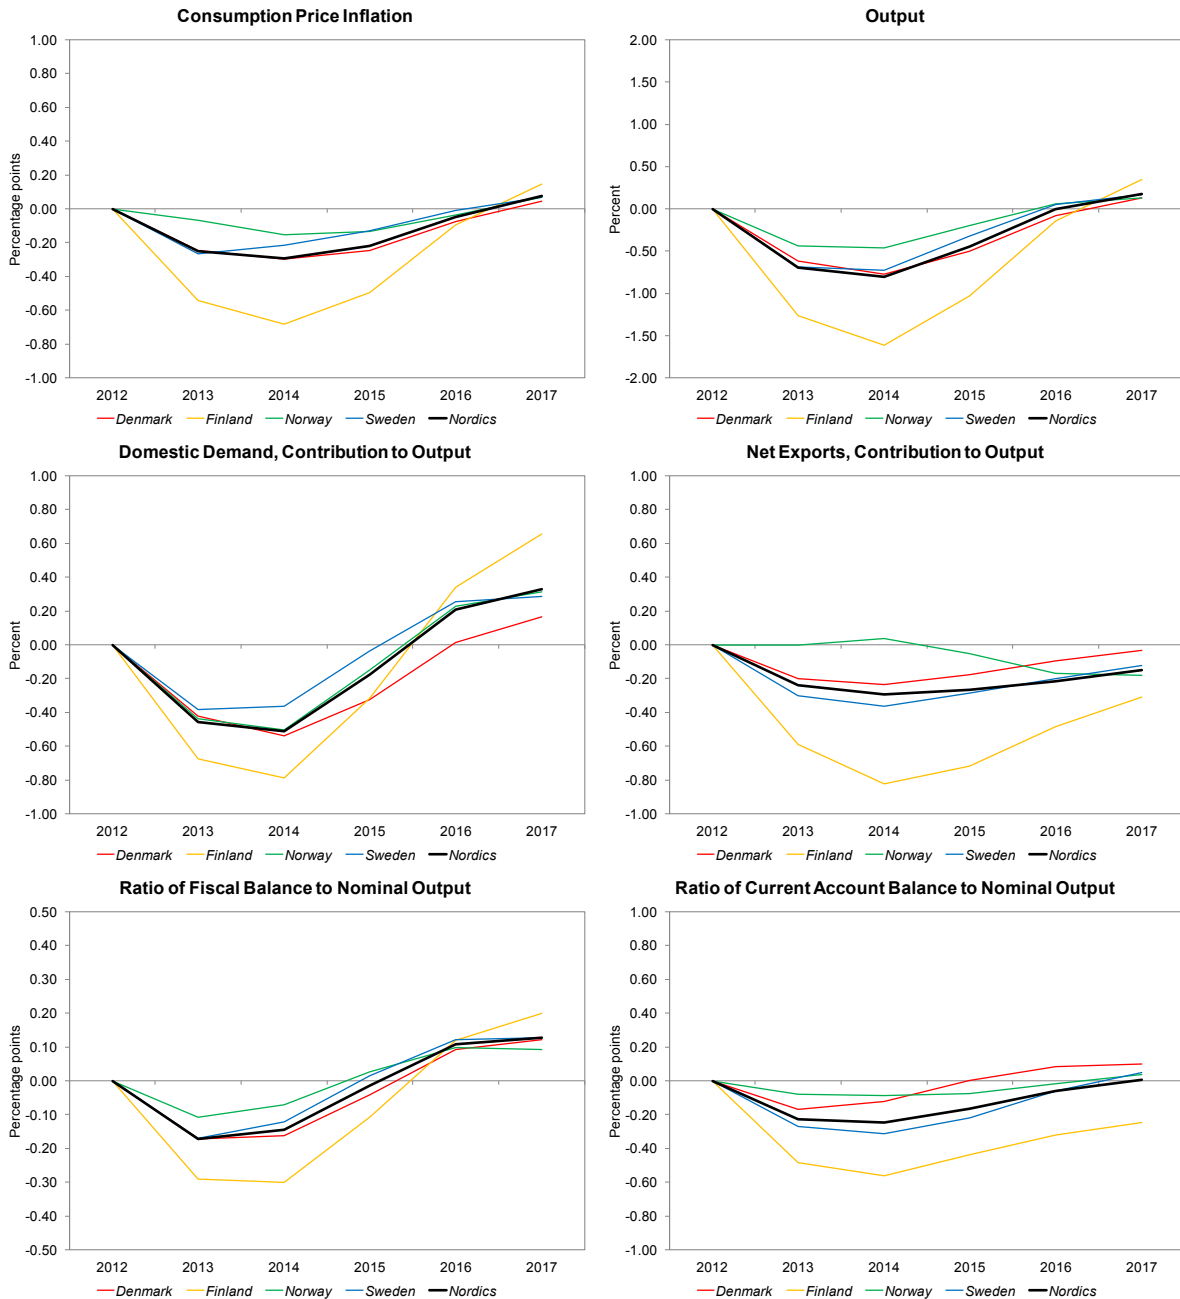 Consumption Price Inflation
Percentage points
1.00
0.80
0.60
0.40
0.20
0.00
-0.20
-0.40
-0.60
-0.80
-1.00
2012 2013 2014 2015 2016 2017
Denmark Finland Norway Sweden Nordics
Output
Percent
2.00
1.50
1.00
0.50
0.00
-0.50
-1.00
-1.50
-2.00
2012 2013 2014 2015 2016 2017
Denmark Finland Norway Sweden Nordics
Domestic Demand, Contribution to Output
Percent
1.00
0.80
0.60
0.40
0.20
0.00
-0.20
-0.40
-0.60
-0.80
-1.00
2012 2013 2014 2015 2016 2017
Denmark Finland Norway Sweden Nordics
Net Exports, Contribution to Output
Percent
1.00
0.80
0.60
0.40
0.20
0.00
-0.20
-0.40
-0.60
-0.80
-1.00
2012 2013 2014 2015 2016 2017
Denmark Finland Norway Sweden Nordics
Ratio of Fiscal Balance to Nominal Output
Percentage points
0.50
0.40
0.30
0.20
0.10
0.00
-0.10
-0.20
-0.30
-0.40
-0.50
2012 2013 2014 2015 2016 2017
Denmark Finland Norway Sweden Nordics
Ratio of Current Account Balance to Nominal Output
Percentage points
1.00
0.80
0.60
0.40
0.20
0.00
-0.20
-0.40
-0.60
-0.80
-1.00
2012 2013 2014 2015 2016 2017
Denmark Finland Norway Sweden Nordics